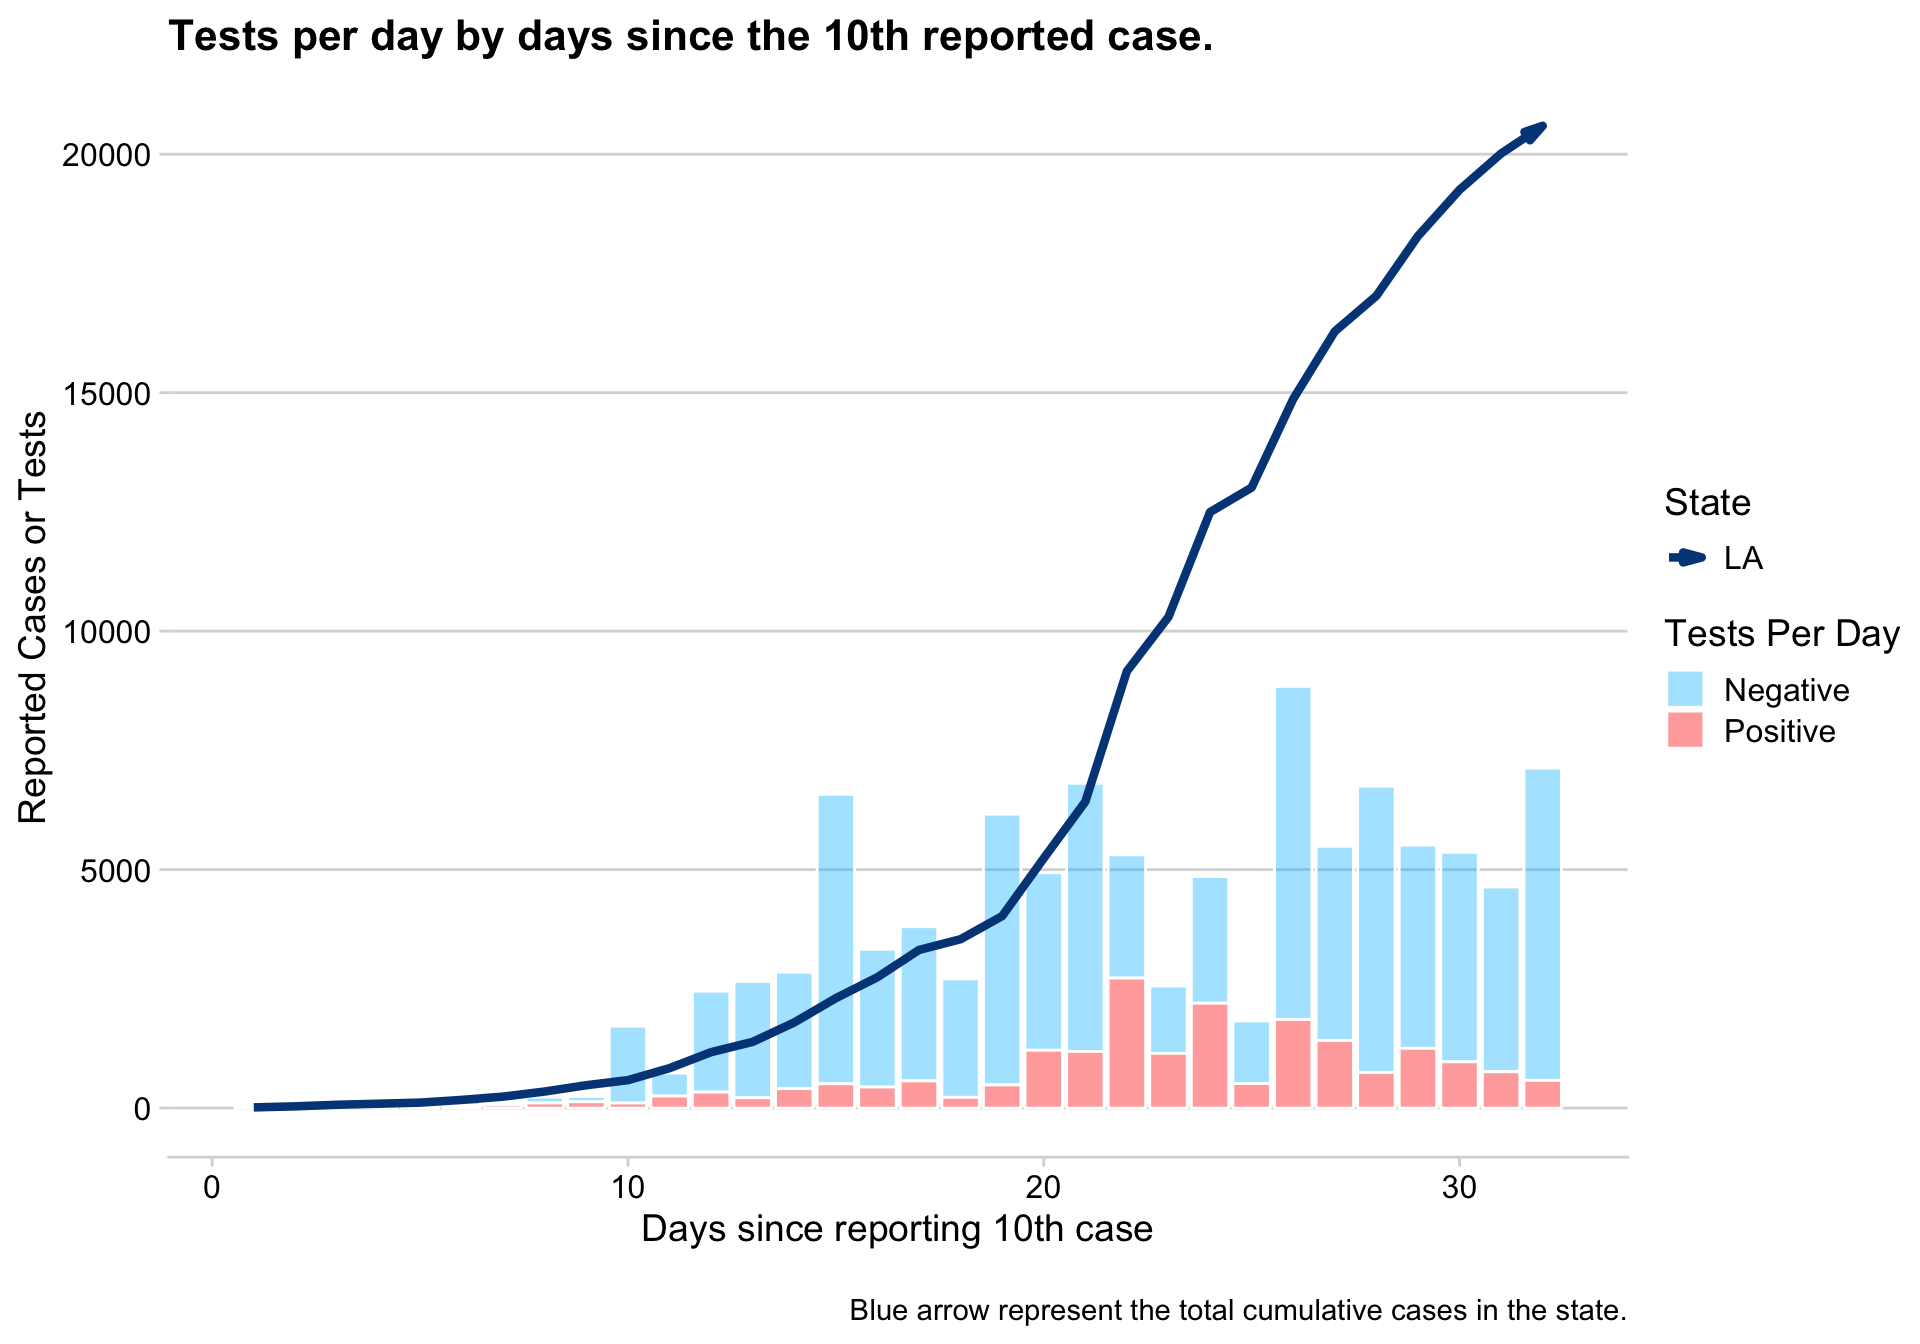 Tests per day by days since the 10th reported case.
20000
15000
10000
5000
0
Reported Cases or Tests
0
10
20
30
Days since reporting 10th case
State
LA
Tests Per Day
Negative
Positive
Blue arrow represent the total cumulative cases in the state.